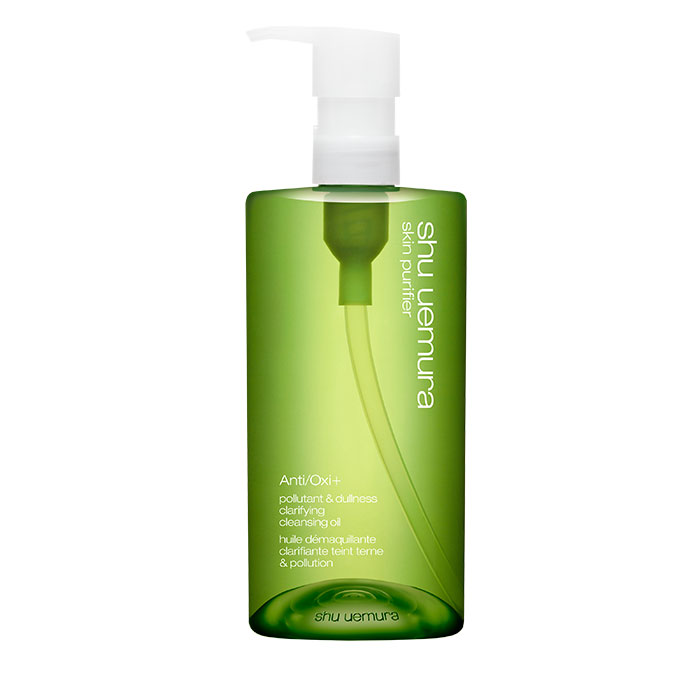 shu uemura
skin purifier
Anti/Oxi+
pollutant & dullness
clarifying
cleansing oil
huile démaquillante
clarifiante teint terne
& pollution
shu uemura